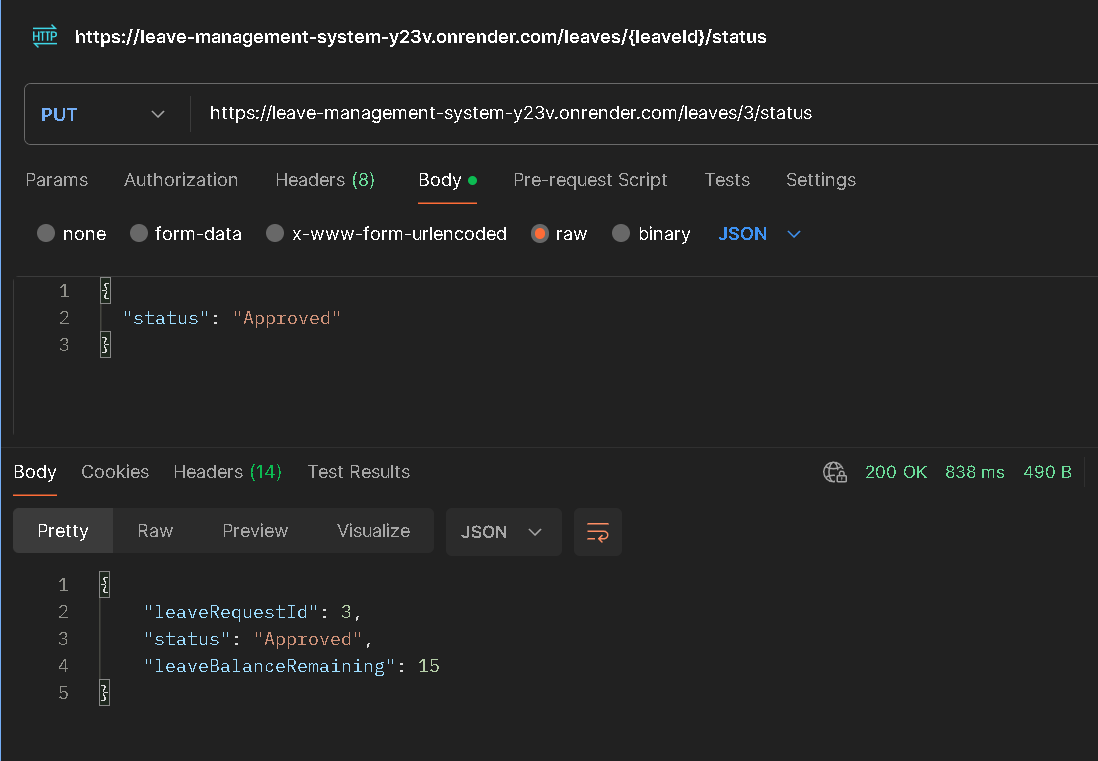 HTTP https://leave-management-system-y23v.onrender.com/leaves/{leaveId}/status
PUT https://leave-management-system-y23v.onrender.com/leaves/3/status
Params Authorization Headers (8) Body Pre-request Script Tests Settings
none form-data x-www-form-urlencoded raw binary JSON
1 {
2 "status": "Approved"
3 }
Body Cookies Headers (14) Test Results 200 OK 838 ms 490 B
Pretty Raw Preview Visualize JSON
1 {
2 "leaveRequestId": 3,
3 "status": "Approved",
4 "leaveBalanceRemaining": 15
5 }